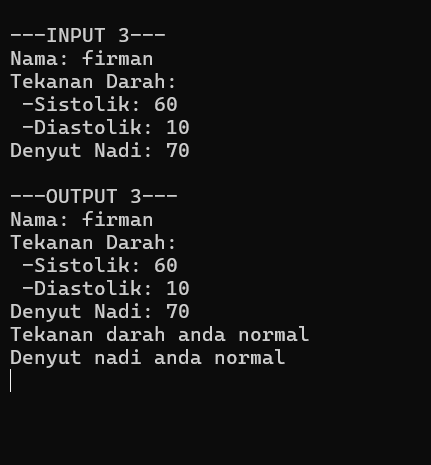 ---INPUT 3---
Nama: firman
Tekanan Darah:
 -Sistolik: 60
 -Diastolik: 10
Denyut Nadi: 70

---OUTPUT 3---
Nama: firman
Tekanan Darah:
 -Sistolik: 60
 -Diastolik: 10
Denyut Nadi: 70
Tekanan darah anda normal
Denyut nadi anda normal